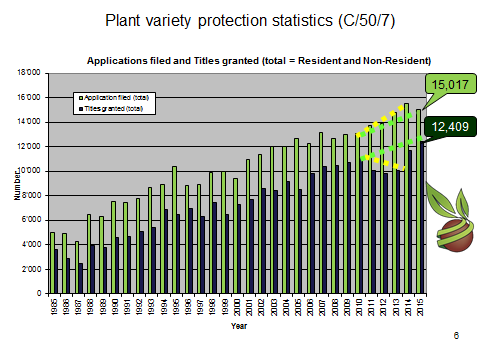 Plant variety protection statistics (C/50/7)
Applications filed and Titles granted (total = Resident and Non-Resident)
18'000
16'000
14'000
12'000
10'000
8'000
6'000
4'000
2'000
0
Number
Application filed (total)
Titles granted (total)
15,017
12,409
1985 1986 1987 1988 1989 1990 1991 1992 1993 1994 1995 1996 1997 1998 1999 2000 2001 2002 2003 2004 2005 2006 2007 2008 2009 2010 2011 2012 2013 2014 2015
Year
6